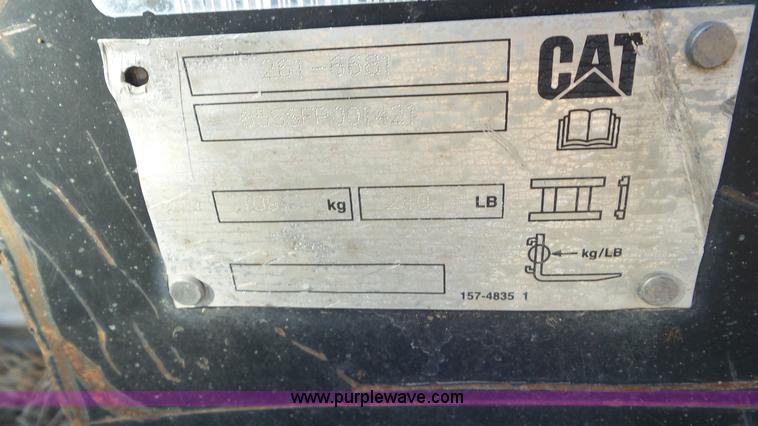 CAT
261-6681
kg
LB
kg/LB
157-4835 1
www.purplewave.com